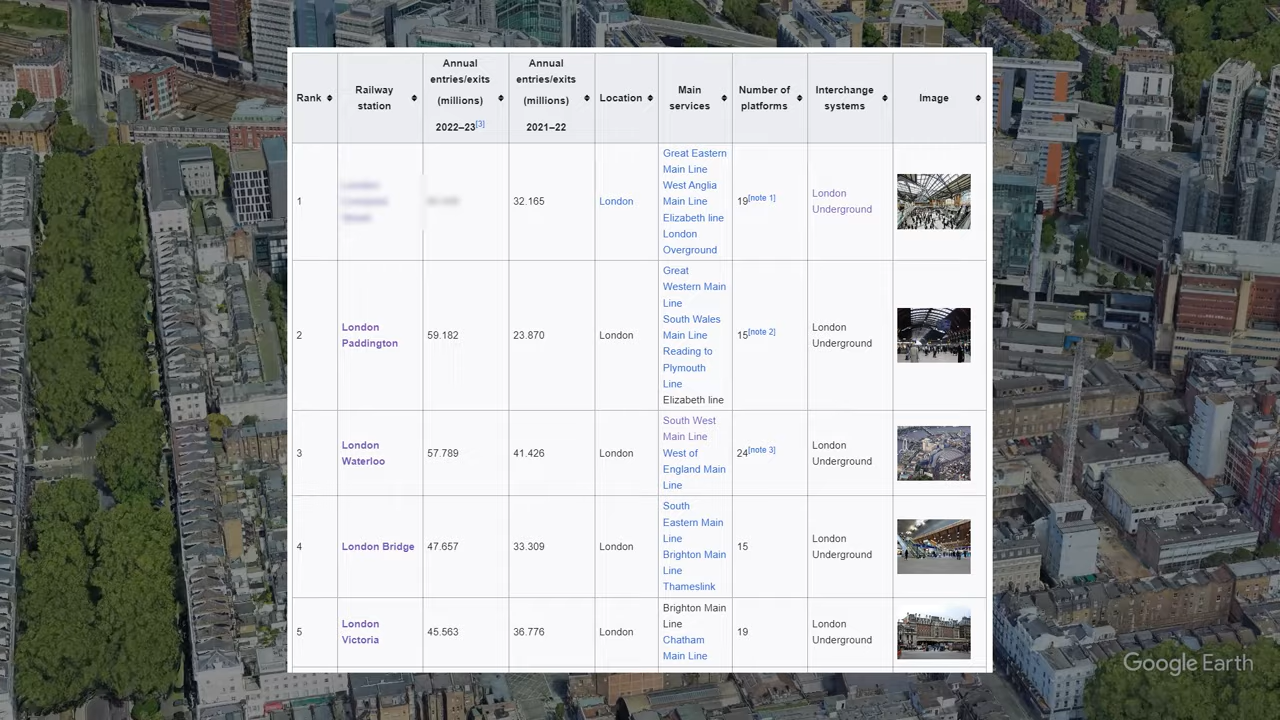 Rank
Railway
station
Annual
entries/exits
(millions)
2022–23[3]
Annual
entries/exits
(millions)
2021–22
Location
Main
services
Number of
platforms
Interchange
systems
Image
1
32.165
London
Great Eastern
Main Line
West Anglia
Main Line
Elizabeth line
London
Overground
19[note 1]
London
Underground
2
London
Paddington
59.182
23.870
London
Great
Western Main
Line
South Wales
Main Line
Reading to
Plymouth
Line
Elizabeth line
15[note 2]
London
Underground
3
London
Waterloo
57.789
41.426
London
South West
Main Line
West of
England Main
Line
24[note 3]
London
Underground
4
London Bridge
47.657
33.309
London
South
Eastern Main
Line
Brighton Main
Line
Thameslink
15
London
Underground
5
London
Victoria
45.563
36.776
London
Brighton Main
Line
Chatham
Main Line
19
London
Underground
Google Earth